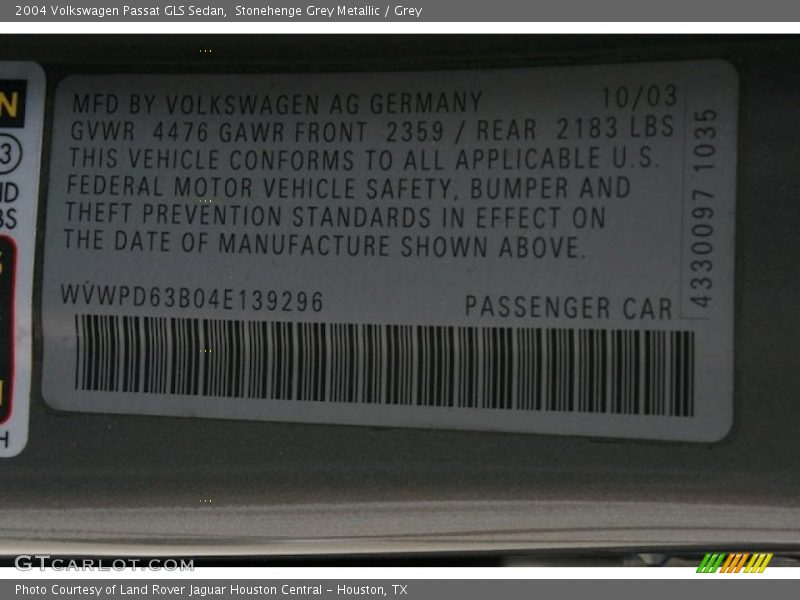 2004 Volkswagen Passat GLS Sedan,  Stonehenge Grey Metallic / Grey
MFD BY VOLKSWAGEN AG GERMANY 10/03
GVWR 4476 GAWR FRONT 2359 / REAR 2183 LBS
THIS VEHICLE CONFORMS TO ALL APPLICABLE U.S.
FEDERAL MOTOR VEHICLE SAFETY, BUMPER AND
THEFT PREVENTION STANDARDS IN EFFECT ON
THE DATE OF MANUFACTURE SHOWN ABOVE.
WVWPD63B04E139296 PASSENGER CAR
4330097 1035
N
3
ND
BS
H
GTCARLOT.COM
Photo Courtesy of Land Rover Jaguar Houston Central - Houston, TX